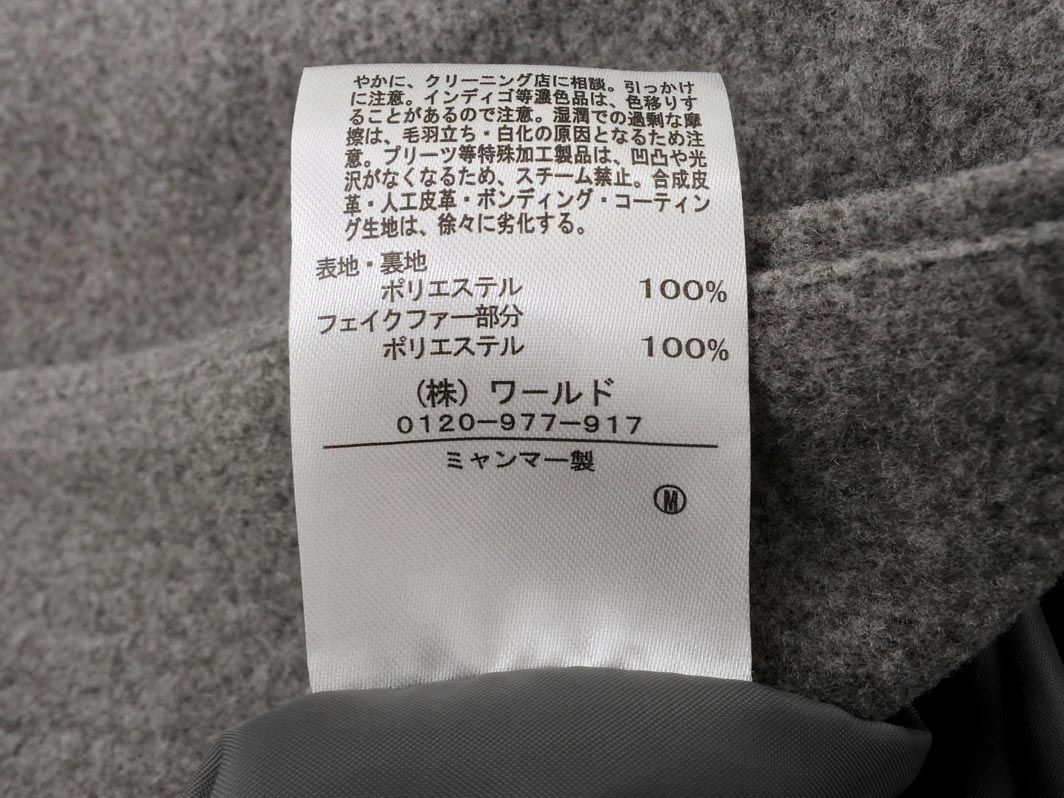 やかに、クリーニング店に相談。引っかけ
に注意。インディゴ等濃色品は、色移りす
ることがあるので注意。湿潤での過剰な摩
擦は、毛羽立ち・白化の原因となるため注
意。プリーツ等特殊加工製品は、凹凸や光
沢がなくなるため、スチーム禁止。合成皮
革・人工皮革・ボンディング・コーティン
グ生地は、徐々に劣化する。
表地・裏地
ポリエステル 100%
フェイクファー部分
ポリエステル 100%
(株) ワールド
0120-977-917
ミャンマー製
Ⓜ